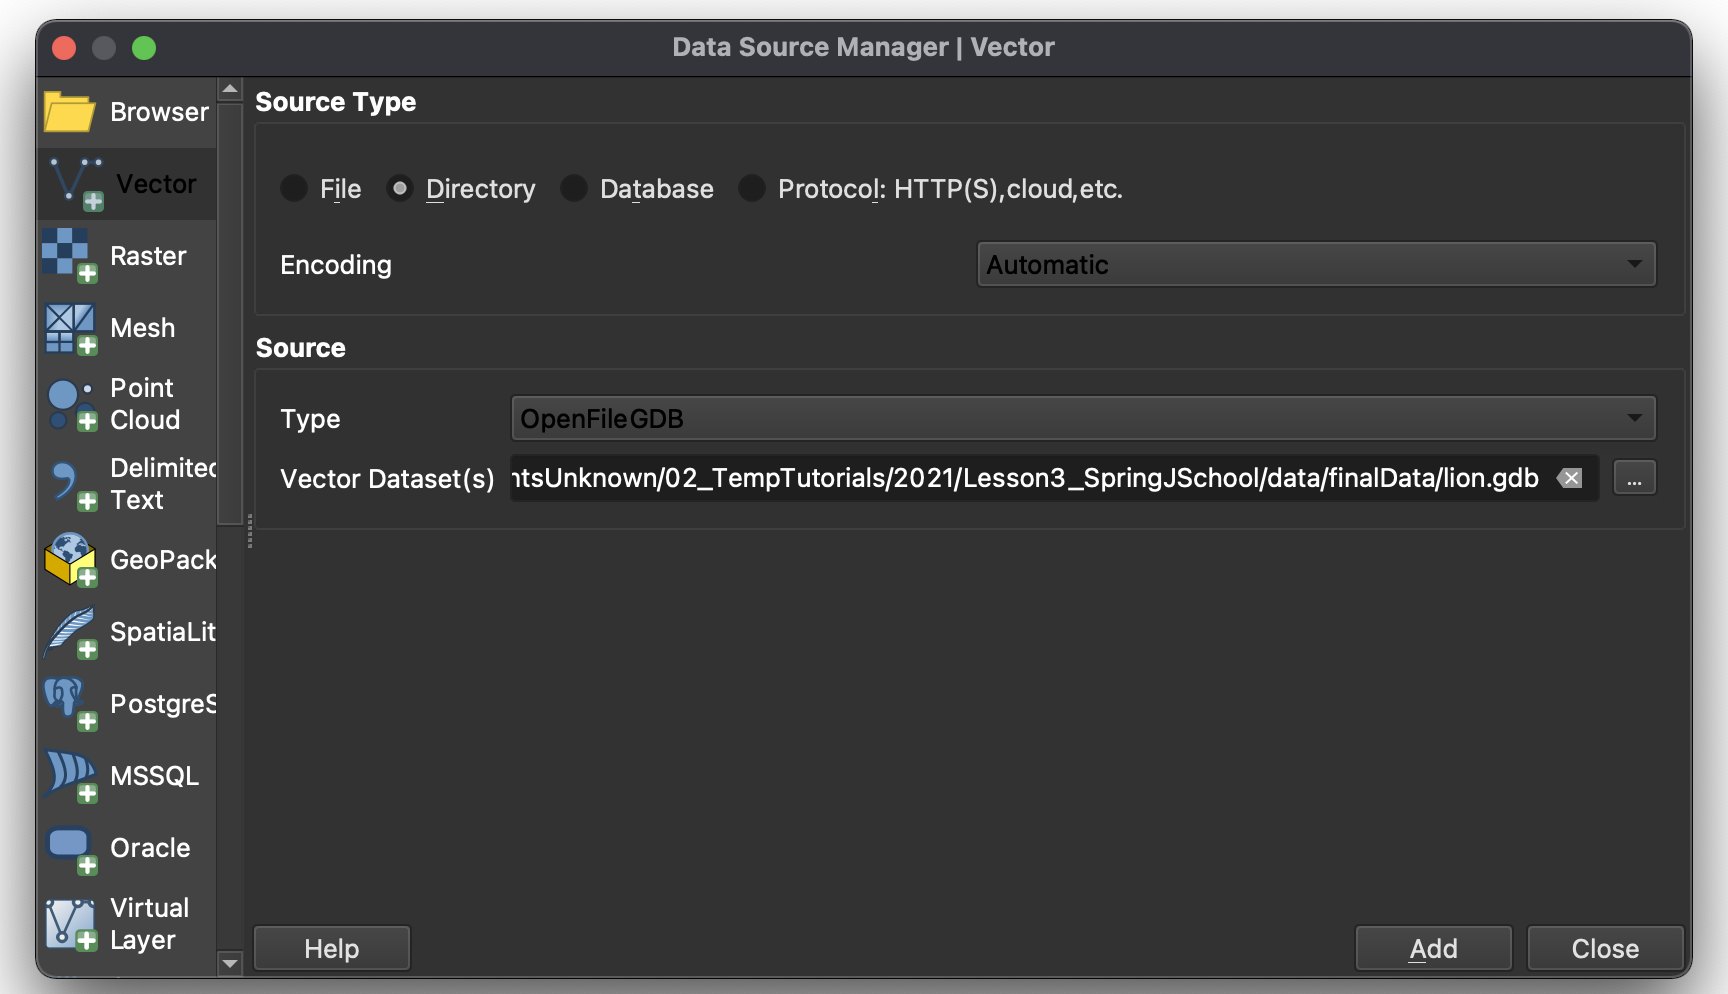 Data Source Manager | Vector
Browser
Vector
Raster
Mesh
Point
Cloud
Delimited
Text
GeoPack
SpatiaLit
PostgreS
MSSQL
Oracle
Virtual
Layer
Source Type
File Directory Database Protocol: HTTP(S),cloud,etc.
Encoding Automatic
Source
Type OpenFileGDB
Vector Dataset(s) ntsUnknown/02_TempTutorials/2021/Lesson3_SpringJSchool/data/finalData/lion.gdb ...
Help Add Close